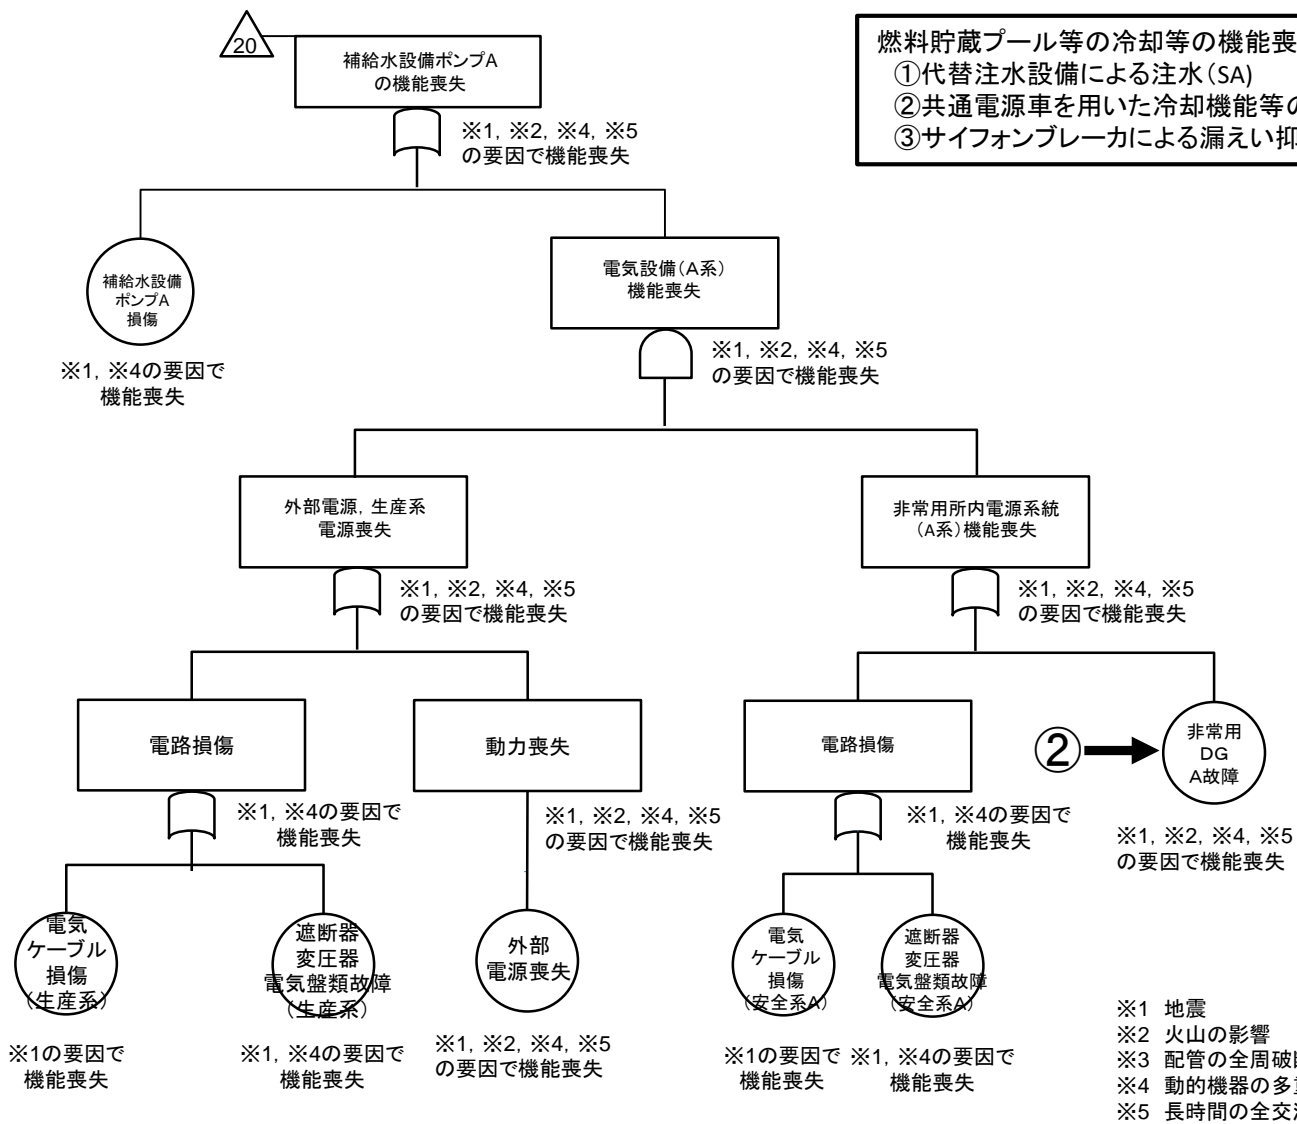 20
補給水設備ポンプA
の機能喪失
燃料貯蔵プール等の冷却等の機能喪
①代替注水設備による注水(SA)
②共通電源車を用いた冷却機能等の
③サイフォンブレーカによる漏えい抑
※1, ※2, ※4, ※5
の要因で機能喪失
補給水設備
ポンプA
損傷
※1, ※4の要因で
機能喪失
電気設備(A系)
機能喪失
※1, ※2, ※4, ※5
の要因で機能喪失
外部電源, 生産系
電源喪失
※1, ※2, ※4, ※5
の要因で機能喪失
非常用所内電源系統
(A系)機能喪失
※1, ※2, ※4, ※5
の要因で機能喪失
電路損傷
※1, ※4の要因で
機能喪失
動力喪失
※1, ※2, ※4, ※5
の要因で機能喪失
電路損傷
※1, ※4の要因で
機能喪失
②
非常用
DG
A故障
※1, ※2, ※4, ※5
の要因で機能喪失
電気
ケーブル
損傷
(生産系)
※1の要因で
機能喪失
遮断器
変圧器
電気盤類故障
(生産系)
※1, ※4の要因で
機能喪失
外部
電源喪失
※1, ※2, ※4, ※5
の要因で機能喪失
電気
ケーブル
損傷
(安全系A)
※1の要因で
機能喪失
遮断器
変圧器
電気盤類故障
(安全系A)
※1, ※4の要因で
機能喪失
※1 地震
※2 火山の影響
※3 配管の全周破
※4 動的機器の多
※5 長時間の全交